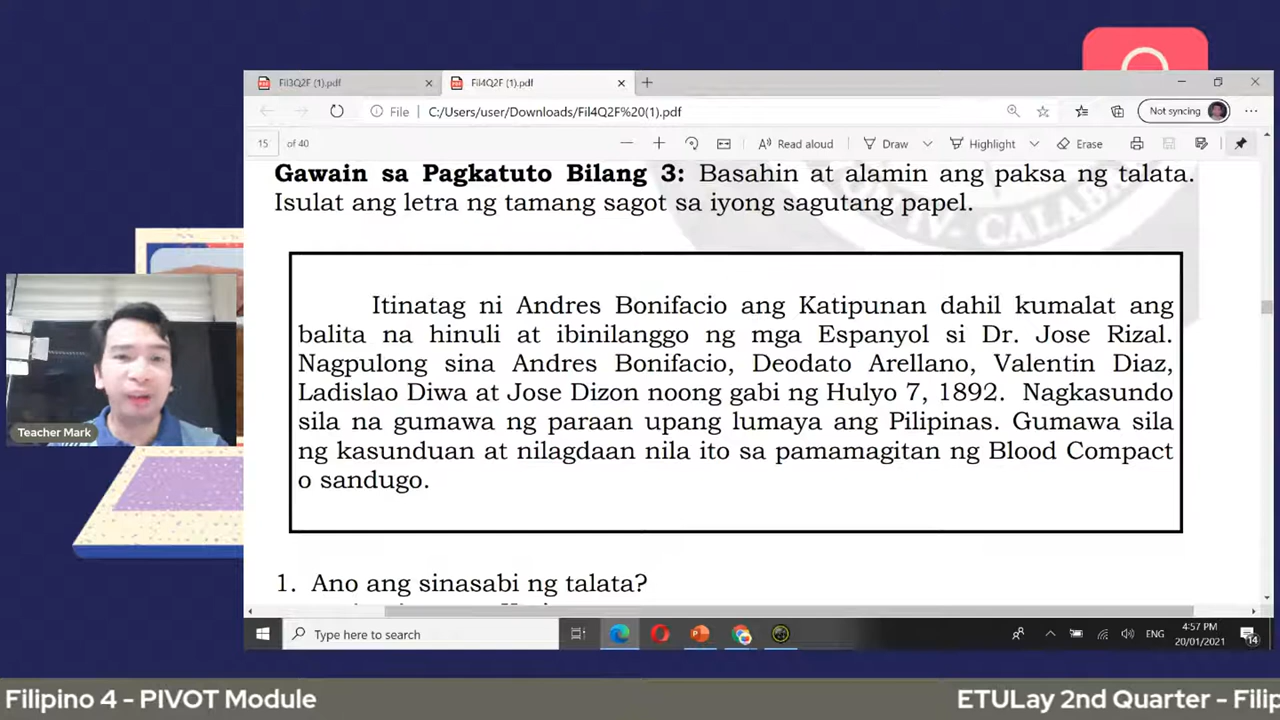 Fil3Q2F (1).pdf
Fil4Q2F (1).pdf
File
C:/Users/user/Downloads/Fil4Q2F%20(1).pdf
Not syncing
15 of 40
Read aloud
Draw
Highlight
Erase
Gawain sa Pagkatuto Bilang 3: Basahin at alamin ang paksa ng talata.
Isulat ang letra ng tamang sagot sa iyong sagutang papel.
Itinatag ni Andres Bonifacio ang Katipunan dahil kumalat ang
balita na hinuli at ibinilanggo ng mga Espanyol si Dr. Jose Rizal.
Nagpulong sina Andres Bonifacio, Deodato Arellano, Valentin Diaz,
Ladislao Diwa at Jose Dizon noong gabi ng Hulyo 7, 1892. Nagkasundo
sila na gumawa ng paraan upang lumaya ang Pilipinas. Gumawa sila
ng kasunduan at nilagdaan nila ito sa pamamagitan ng Blood Compact
o sandugo.
1. Ano ang sinasabi ng talata?
Teacher Mark
Type here to search
ENG
4:57 PM
20/01/2021
14
Filipino 4 - PIVOT Module
ETULay 2nd Quarter - Filip